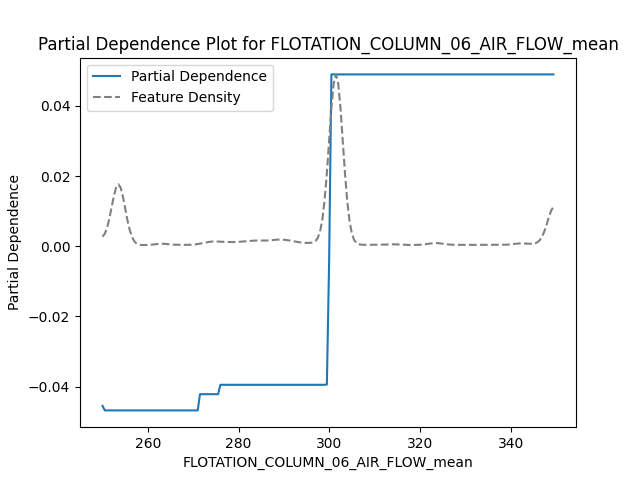 Partial Dependence Plot for FLOTATION_COLUMN_06_AIR_FLOW_mean
Partial Dependence
Feature Density
0.04
0.02
0.00
−0.02
−0.04
Partial Dependence
260
280
300
320
340
FLOTATION_COLUMN_06_AIR_FLOW_mean